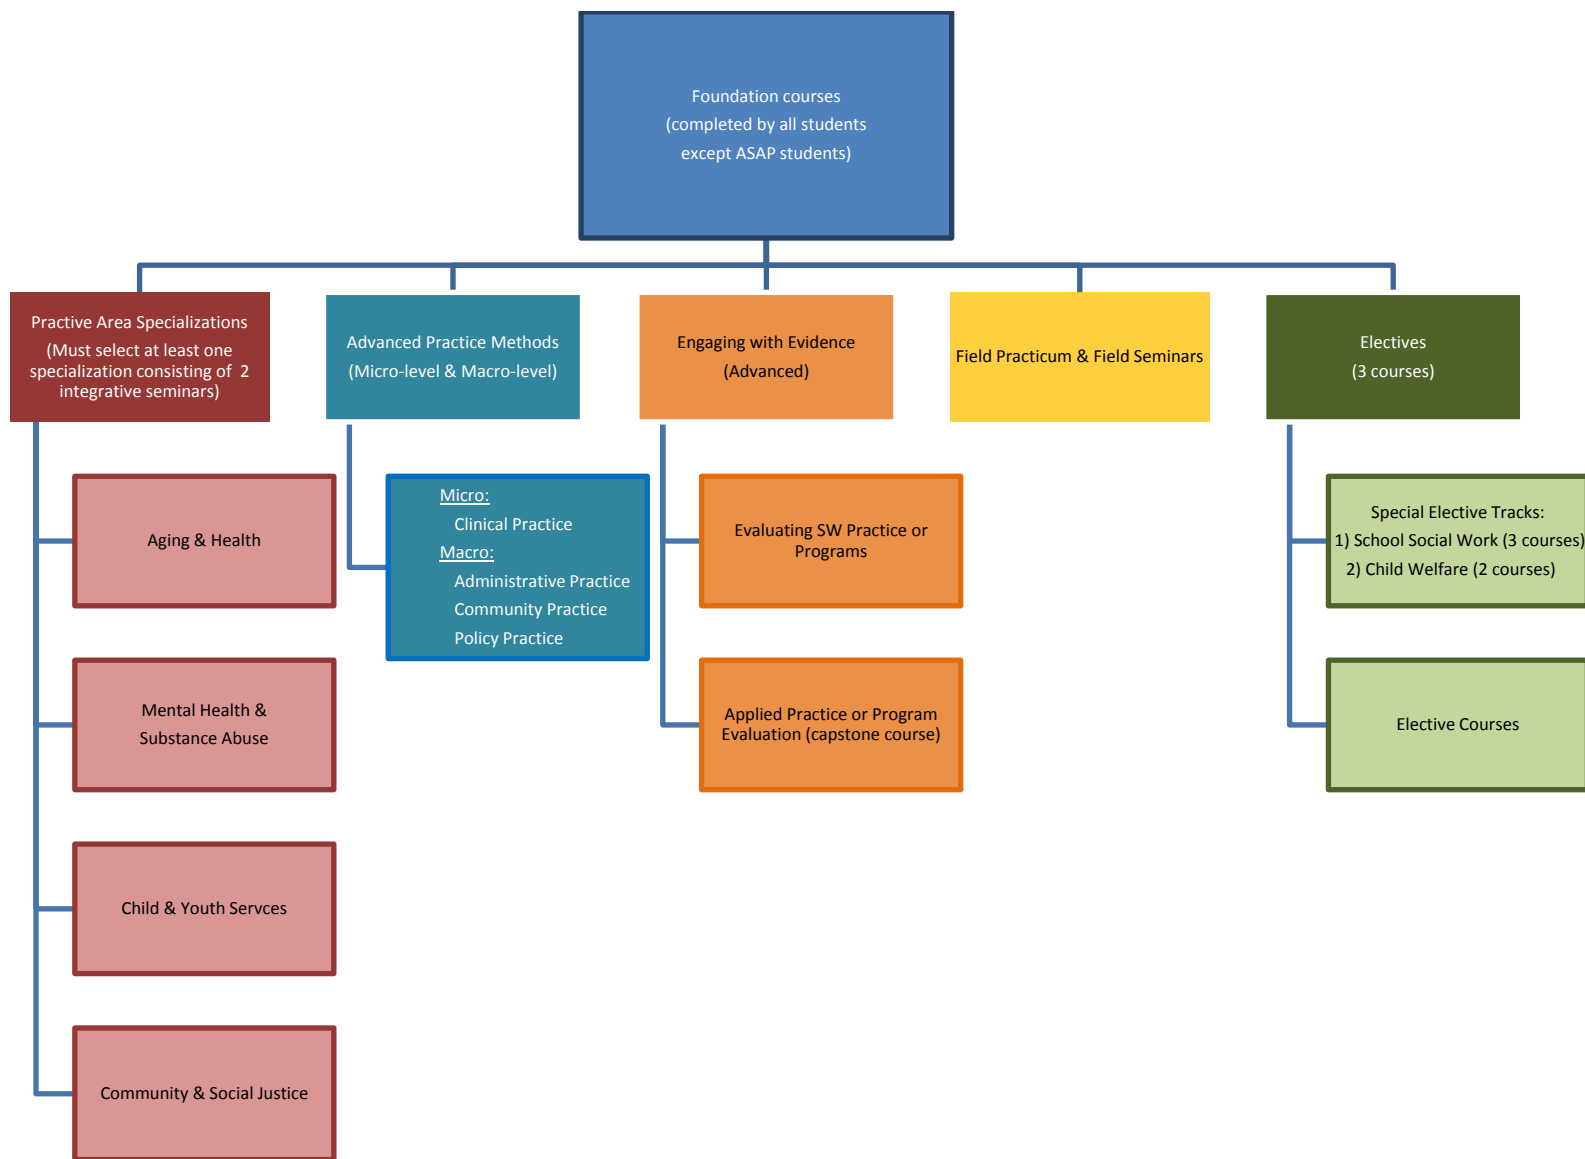 Foundation courses
(completed by all students
except ASAP students)
Practive Area Specializations
(Must select at least one
specialization consisting of 2
integrative seminars)
Advanced Practice Methods
(Micro-level & Macro-level)
Engaging with Evidence
(Advanced)
Field Practicum & Field Seminars
Electives
(3 courses)
Aging & Health
Mental Health &
Substance Abuse
Child & Youth Servces
Community & Social Justice
Micro:
Clinical Practice
Macro:
Administrative Practice
Community Practice
Policy Practice
Evaluating SW Practice or
Programs
Applied Practice or Program
Evaluation (capstone course)
Special Elective Tracks:
1) School Social Work (3 courses)
2) Child Welfare (2 courses)
Elective Courses